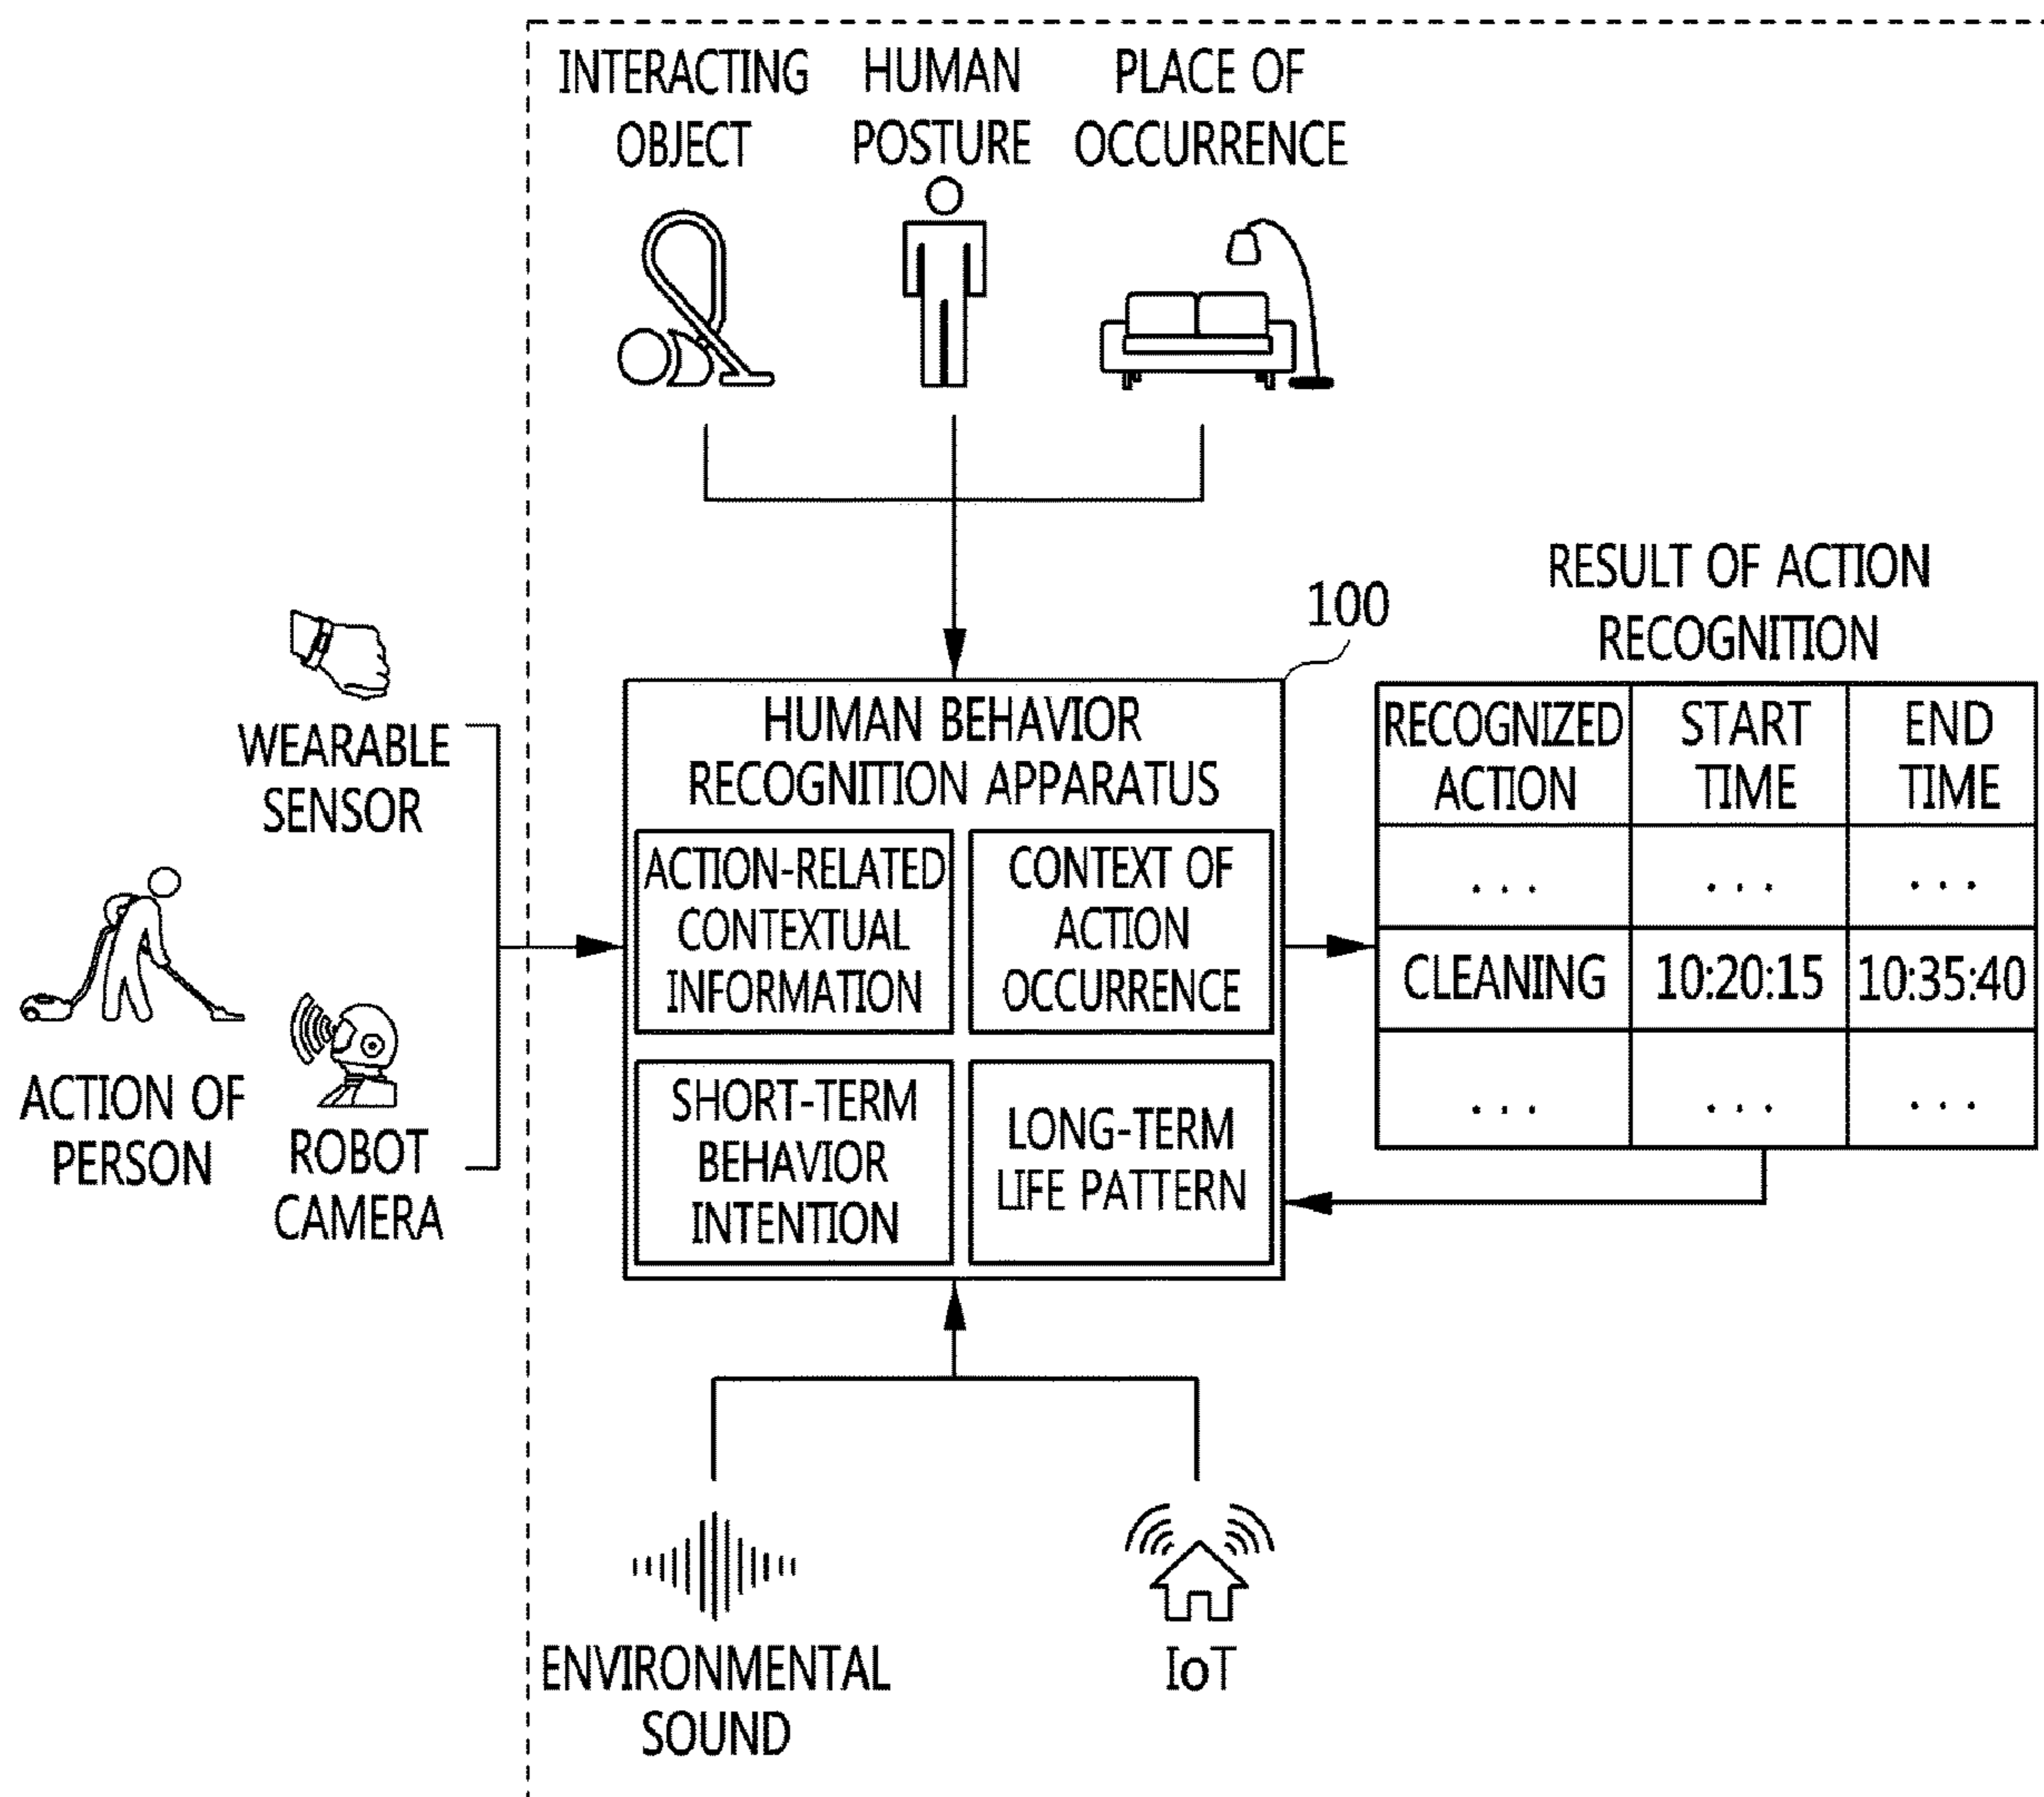 INTERACTING
OBJECT
HUMAN
POSTURE
PLACE OF
OCCURRENCE
WEARABLE
SENSOR
ACTION OF
PERSON
ROBOT
CAMERA
100
HUMAN BEHAVIOR
RECOGNITION APPARATUS
ACTION-RELATED
CONTEXTUAL
INFORMATION
CONTEXT OF
ACTION
OCCURRENCE
SHORT-TERM
BEHAVIOR
INTENTION
LONG-TERM
LIFE PATTERN
RESULT OF ACTION
RECOGNITION
RECOGNIZED
ACTION
START
TIME
END
TIME
... ... ...
CLEANING 10:20:15 10:35:40
... ... ...
ENVIRONMENTAL
SOUND
IoT